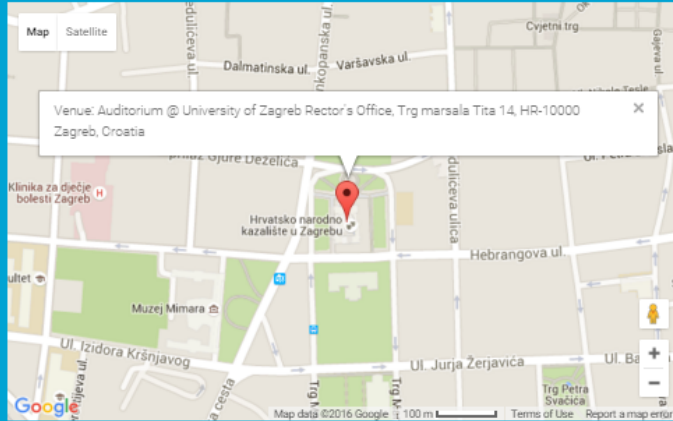 Map Satellite
Cvjetni trg
Dalmatinska ul.
Varšavska ul.
Gajeva ul.
Venue: Auditorium @ University of Zagreb Rector's Office, Trg marsala Tita 14, HR-10000
Zagreb, Croatia
×
Klinika za dječje
bolesti Zagreb
H
Hrvatsko narodno
kazalište u Zagrebu
Hebrangova ul
Muzej Mimara
Ul. Izidora Kršnjavog
Ul. Jurja Žerjavića
Trg Petra
Svačića
+
−
Google
Map data ©2016 Google
100 m
Terms of Use
Report a map error